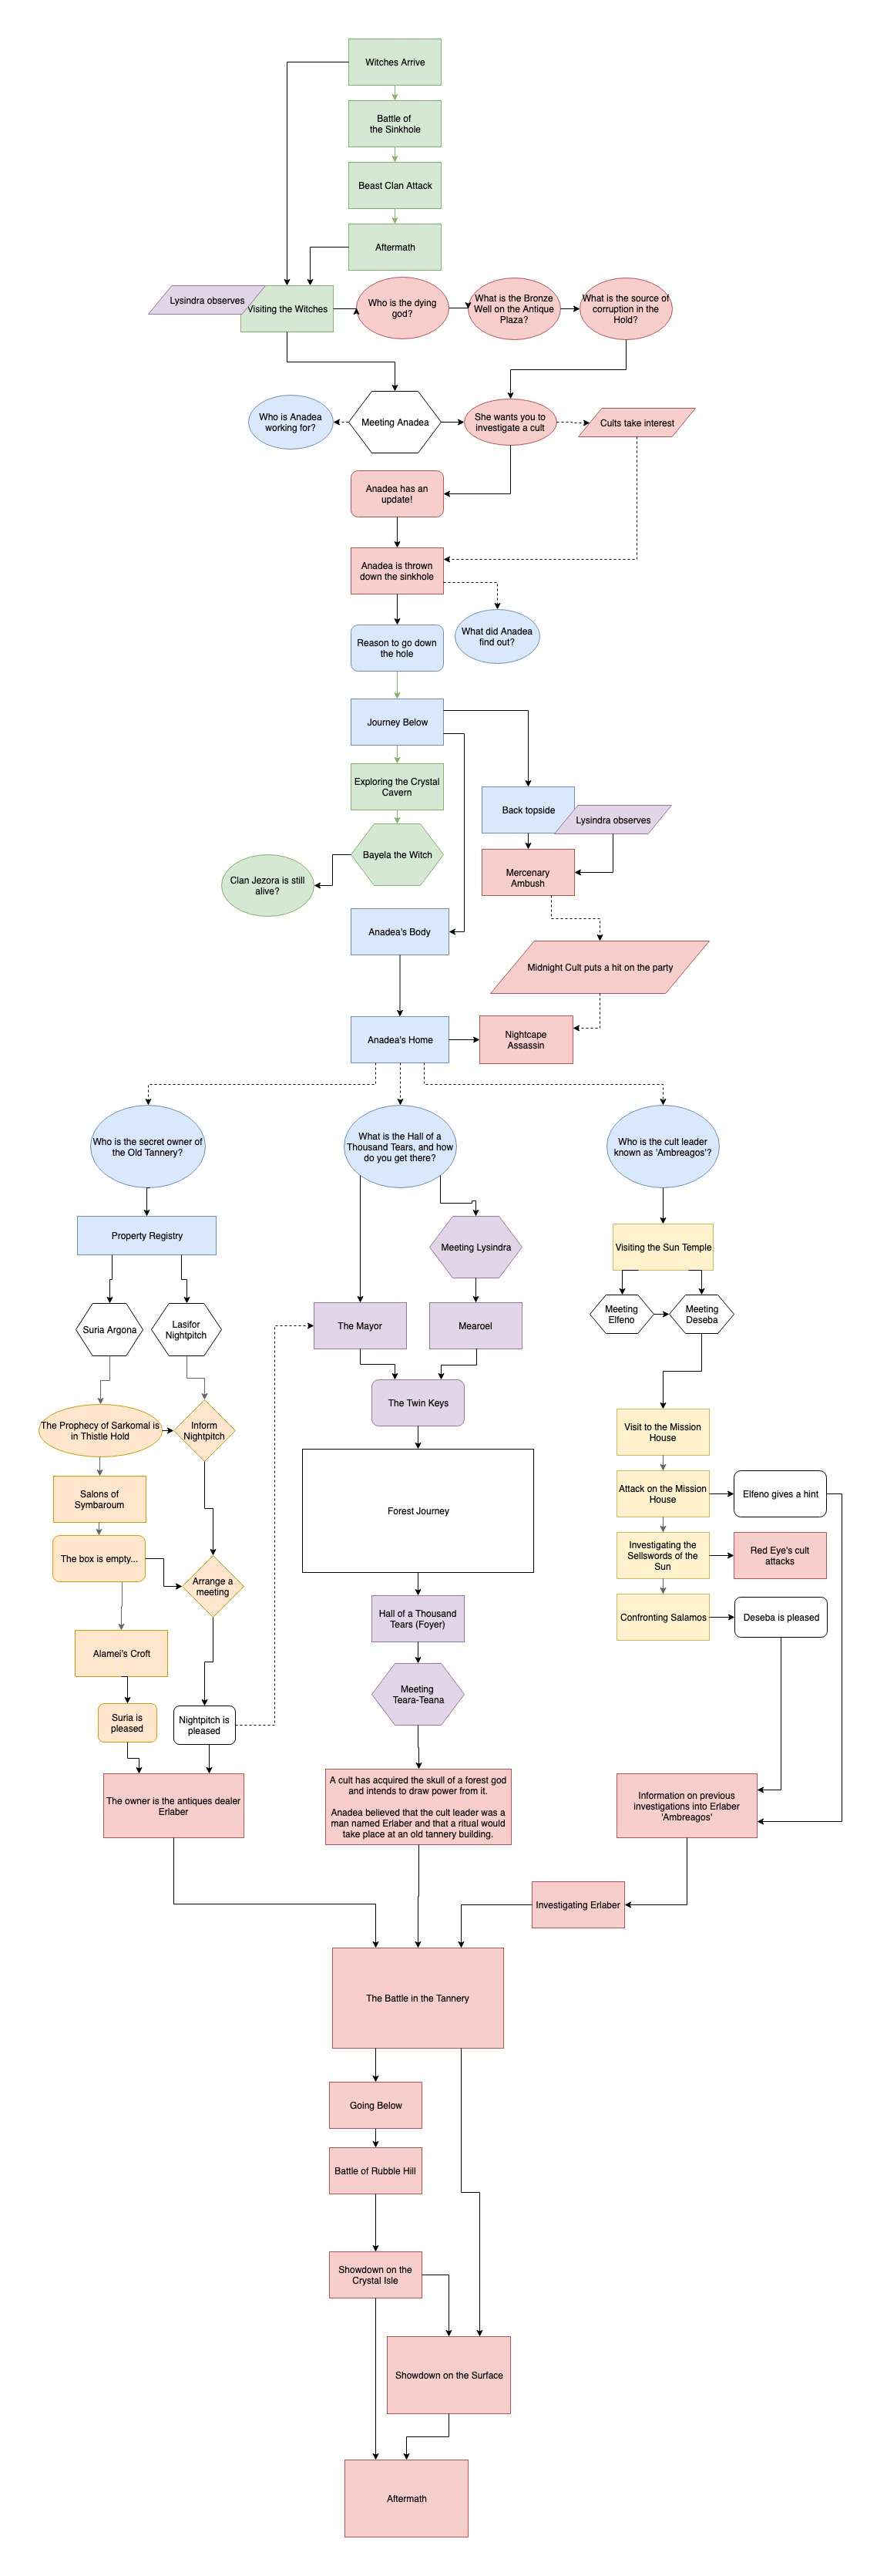 Witches Arrive
Battle of
the Sinkhole
Beast Clan Attack
Aftermath
Lysindra observes
Visiting the Witches
Who is the dying
god?
What is the Bronze
Well on the Antique
Plaza?
What is the source of
corruption in the
Hold?
Who is Anadea
working for?
Meeting Anadea
She wants you to
investigate a cult
Cults take interest
Anadea has an
update!
Anadea is thrown
down the sinkhole
What did Anadea
find out?
Reason to go down
the hole
Journey Below
Exploring the Crystal
Cavern
Back topside
Lysindra observes
Bayela the Witch
Mercenary
Ambush
Clan Jezora is still
alive?
Anadea's Body
Midnight Cult puts a hit on the party
Anadea's Home
Nightcape
Assassin
Who is the secret owner of
the Old Tannery?
What is the Hall of a
Thousand Tears, and how
do you get there?
Who is the cult leader
known as 'Ambreagos'?
Property Registry
Meeting Lysindra
Visiting the Sun Temple
Suria Argona
Lasifor
Nightpitch
The Mayor
Mearoel
Meeting
Elfeno
Meeting
Deseba
The Prophecy of Sarkomal is
in Thistle Hold
Inform
Nightpitch
The Twin Keys
Visit to the Mission
House
Salons of
Symbaroum
Forest Journey
Attack on the Mission
House
Elfeno gives a hint
The box is empty...
Arrange a
meeting
Investigating the
Sellswords of the
Sun
Red Eye's cult
attacks
Hall of a Thousand
Tears (Foyer)
Confronting Salamos
Deseba is pleased
Alamei's Croft
Meeting
Teara-Teana
Suria is
pleased
Nightpitch is
pleased
The owner is the antiques dealer
Erlaber
A cult has acquired the skull of a forest god
and intends to draw power from it.
Anadea believed that the cult leader was a
man named Erlaber and that a ritual would
take place at an old tannery building.
Information on previous
investigations into Erlaber
'Ambreagos'
Investigating Erlaber
The Battle in the Tannery
Going Below
Battle of Rubble Hill
Showdown on the
Crystal Isle
Showdown on the Surface
Aftermath